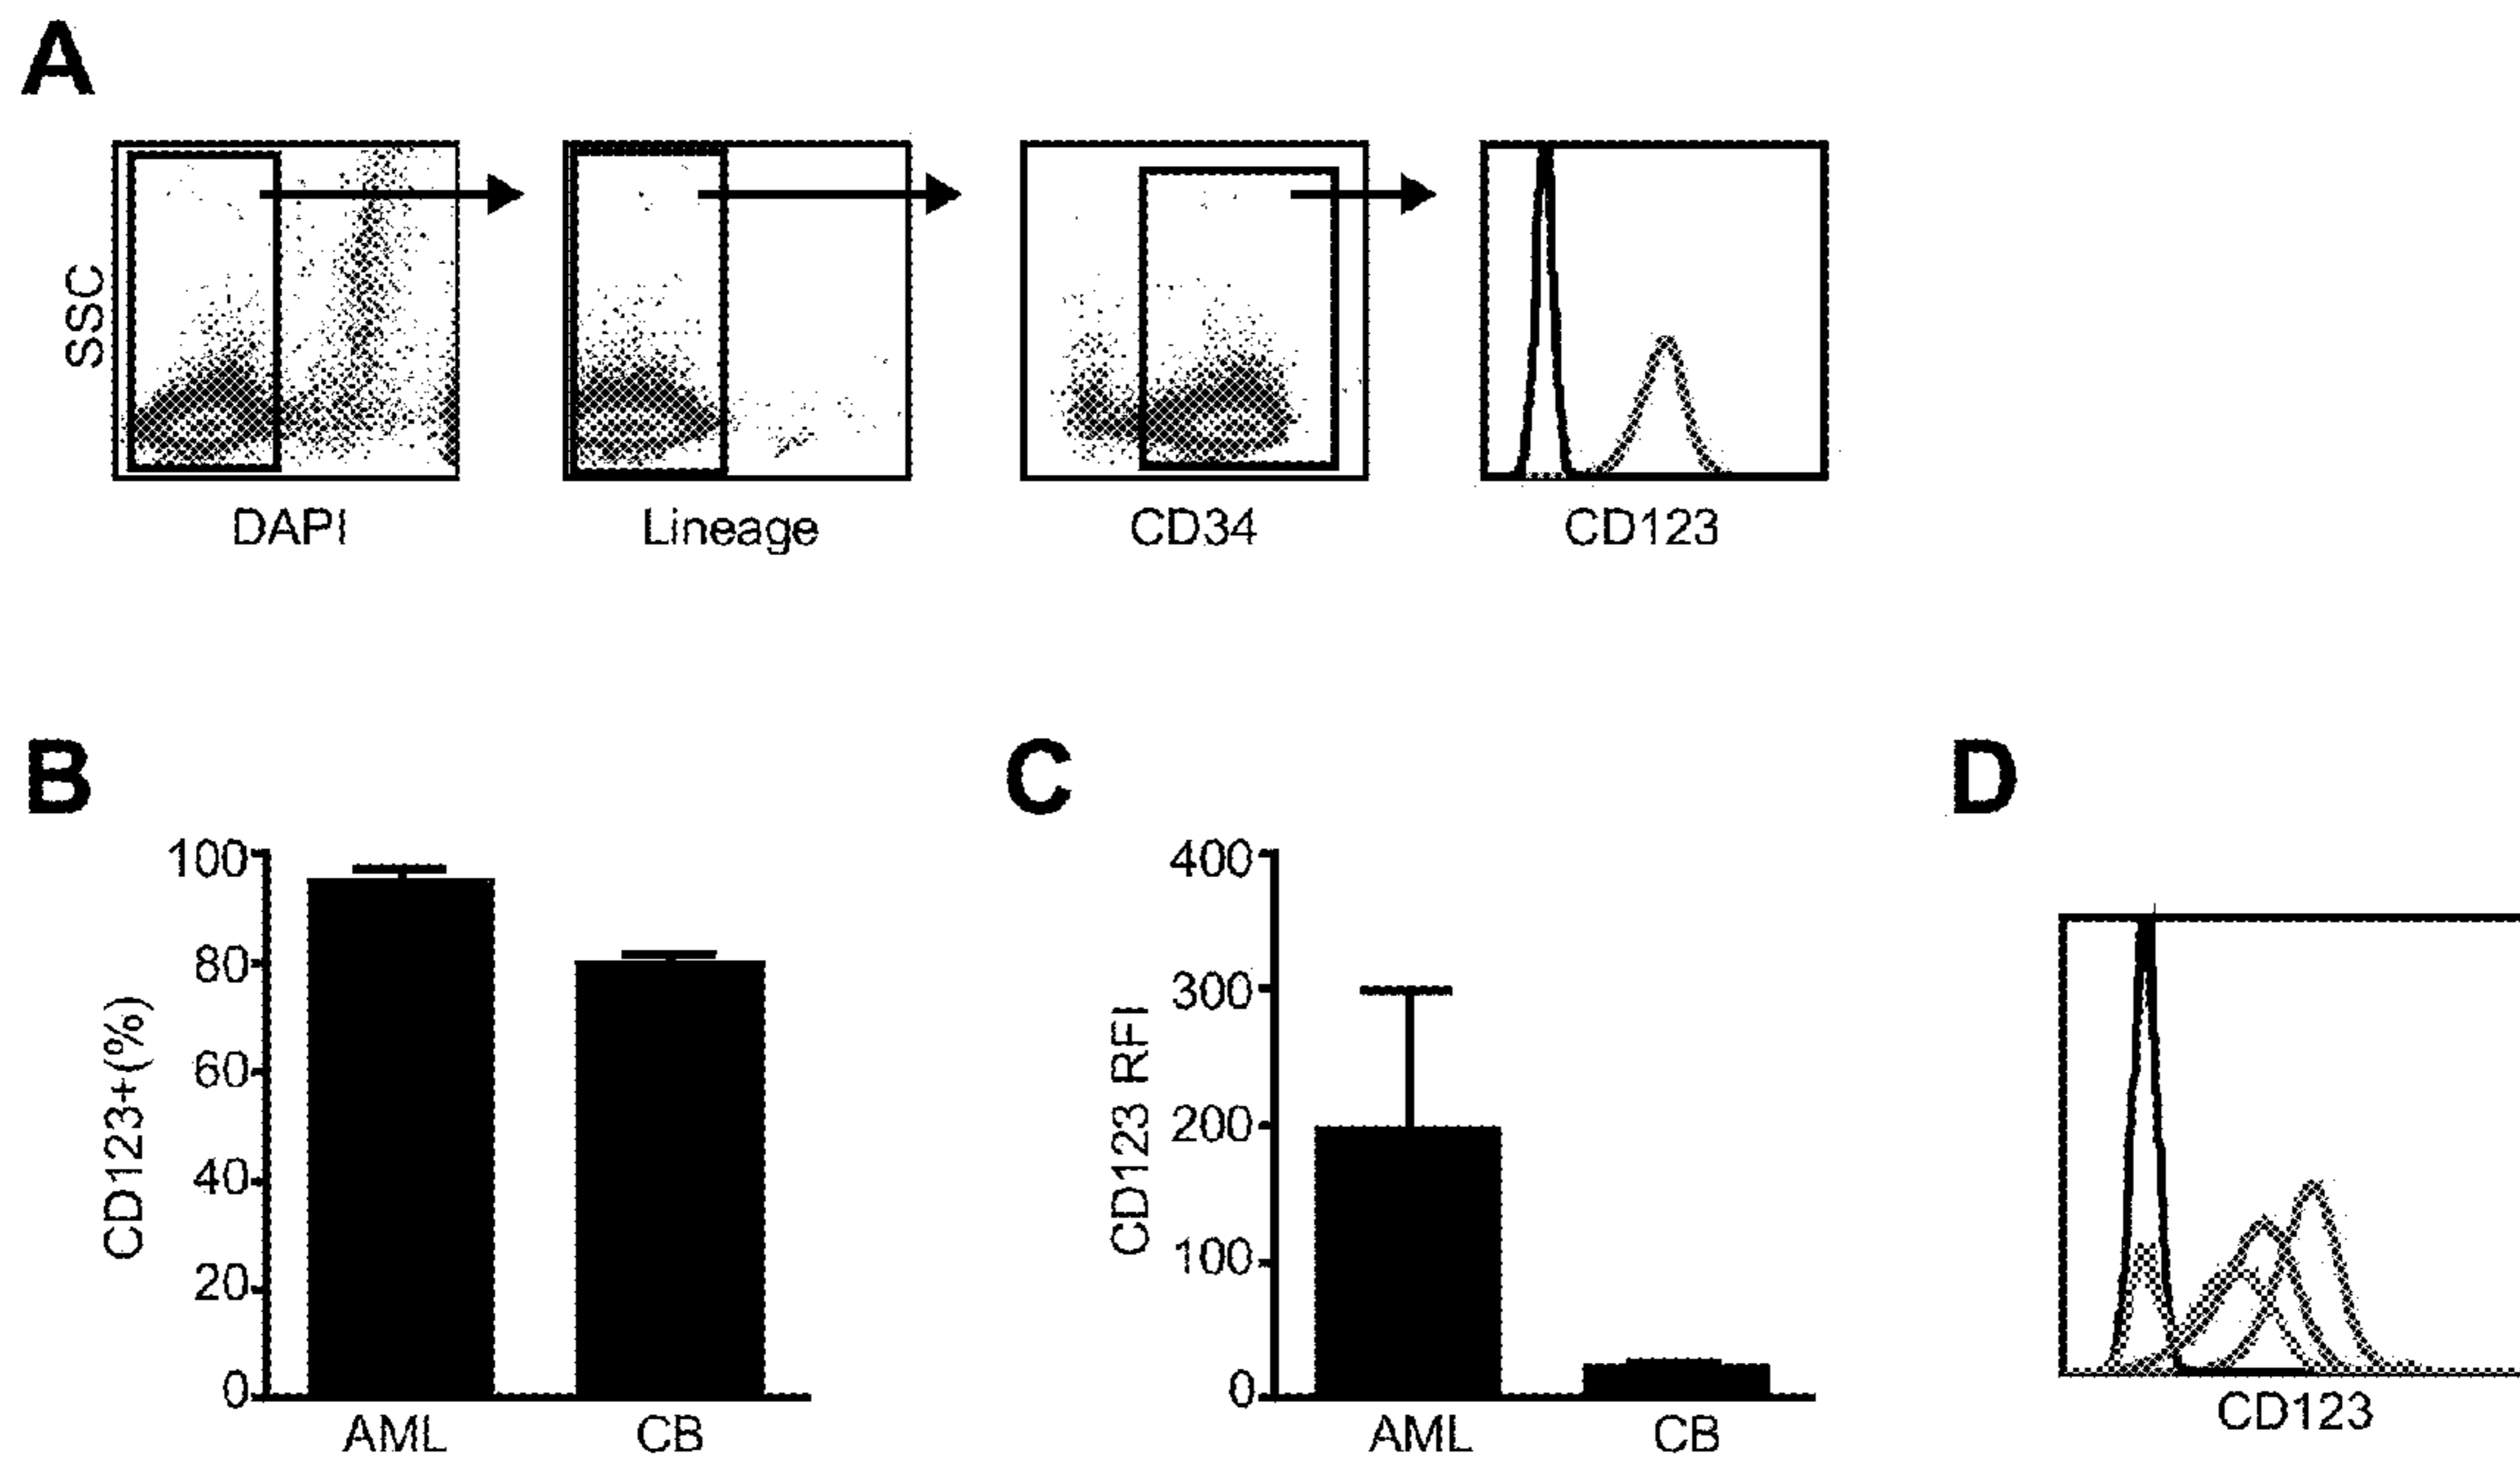 A
SSC
DAPI
Lineage
CD34
CD123
B
CD123+(%)
100
80
60
40
20
0
AML
CB
C
CD123 RFI
400
300
200
100
0
AML
CB
D
CD123